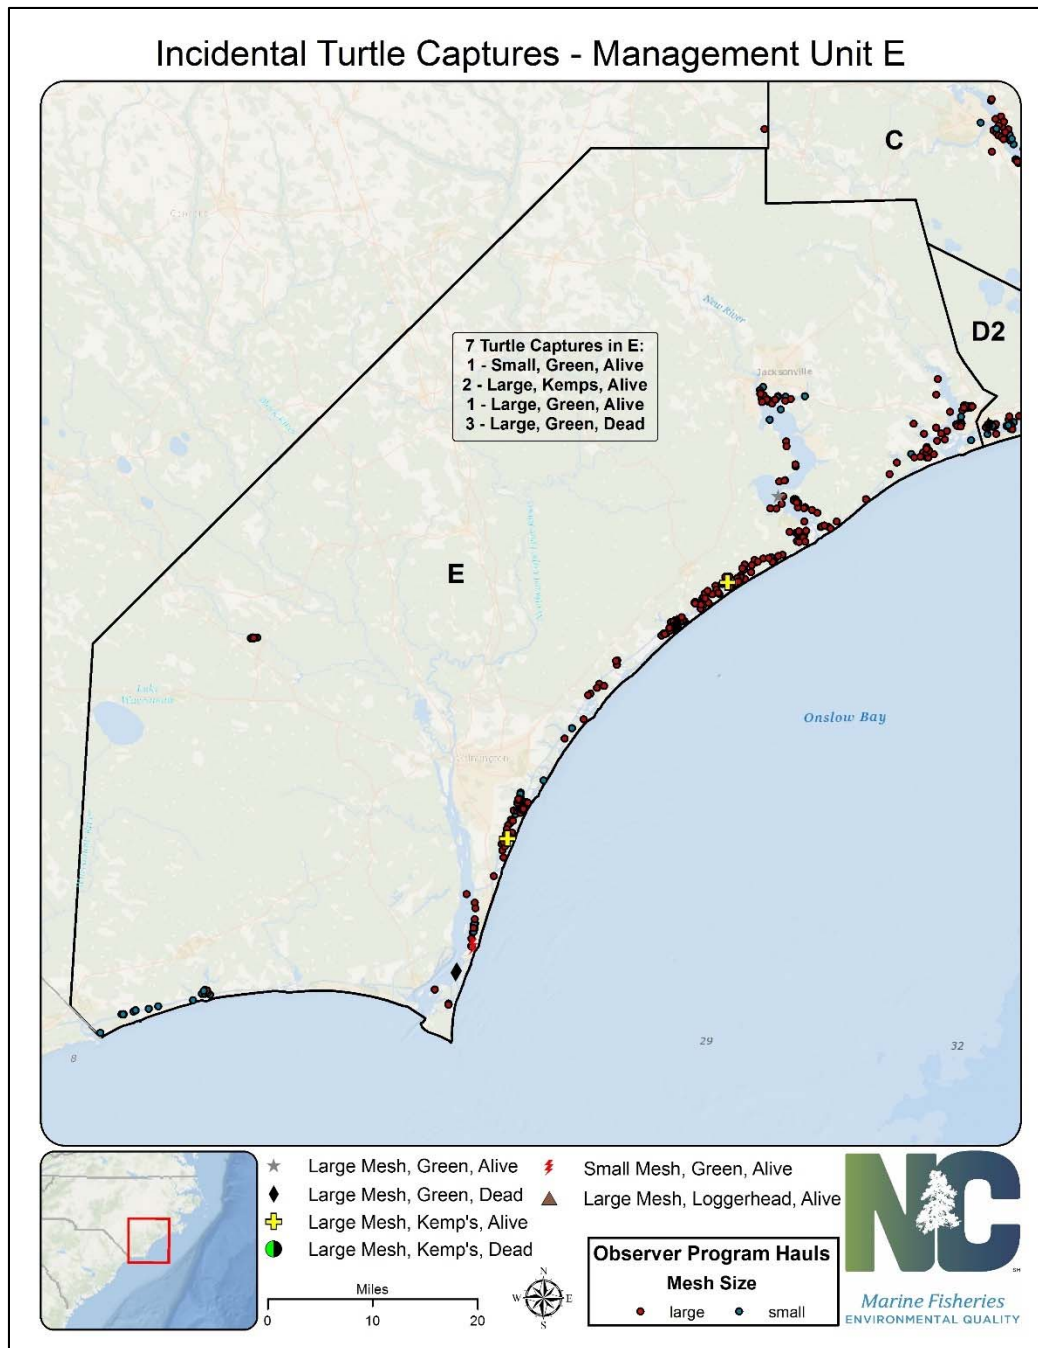 Incidental Turtle Captures - Management Unit E
C
New River
D2
7 Turtle Captures in E:
1 - Small, Green, Alive
2 - Large, Kemps, Alive
1 - Large, Green, Alive
3 - Large, Green, Dead
Jacksonville
E
Lake
Onslow Bay
29
32
8
Large Mesh, Green, Alive
Large Mesh, Green, Dead
Large Mesh, Kemp's, Alive
Large Mesh, Kemp's, Dead
Small Mesh, Green, Alive
Large Mesh, Loggerhead, Alive
Miles
0 10 20
N
W E
S
Observer Program Hauls
Mesh Size
large small
NC
SM
Marine Fisheries
ENVIRONMENTAL QUALITY